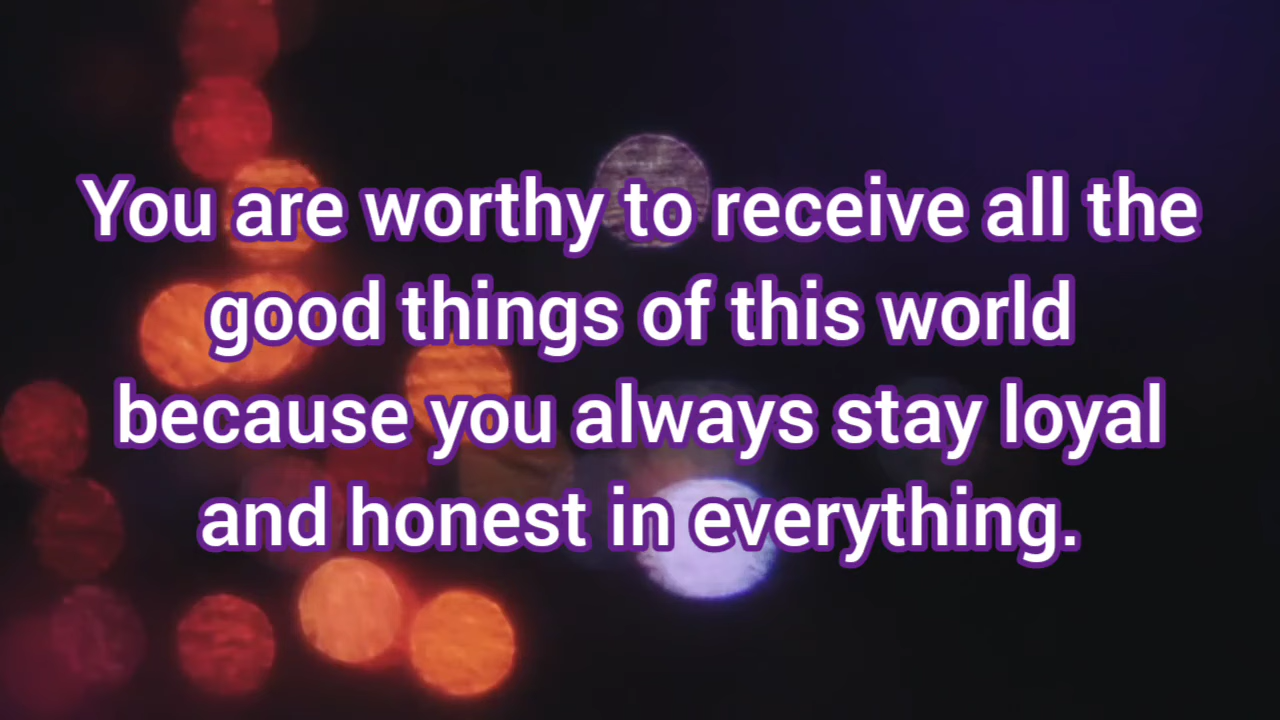 You are worthy to receive all the
good things of this world
because you always stay loyal
and honest in everything.